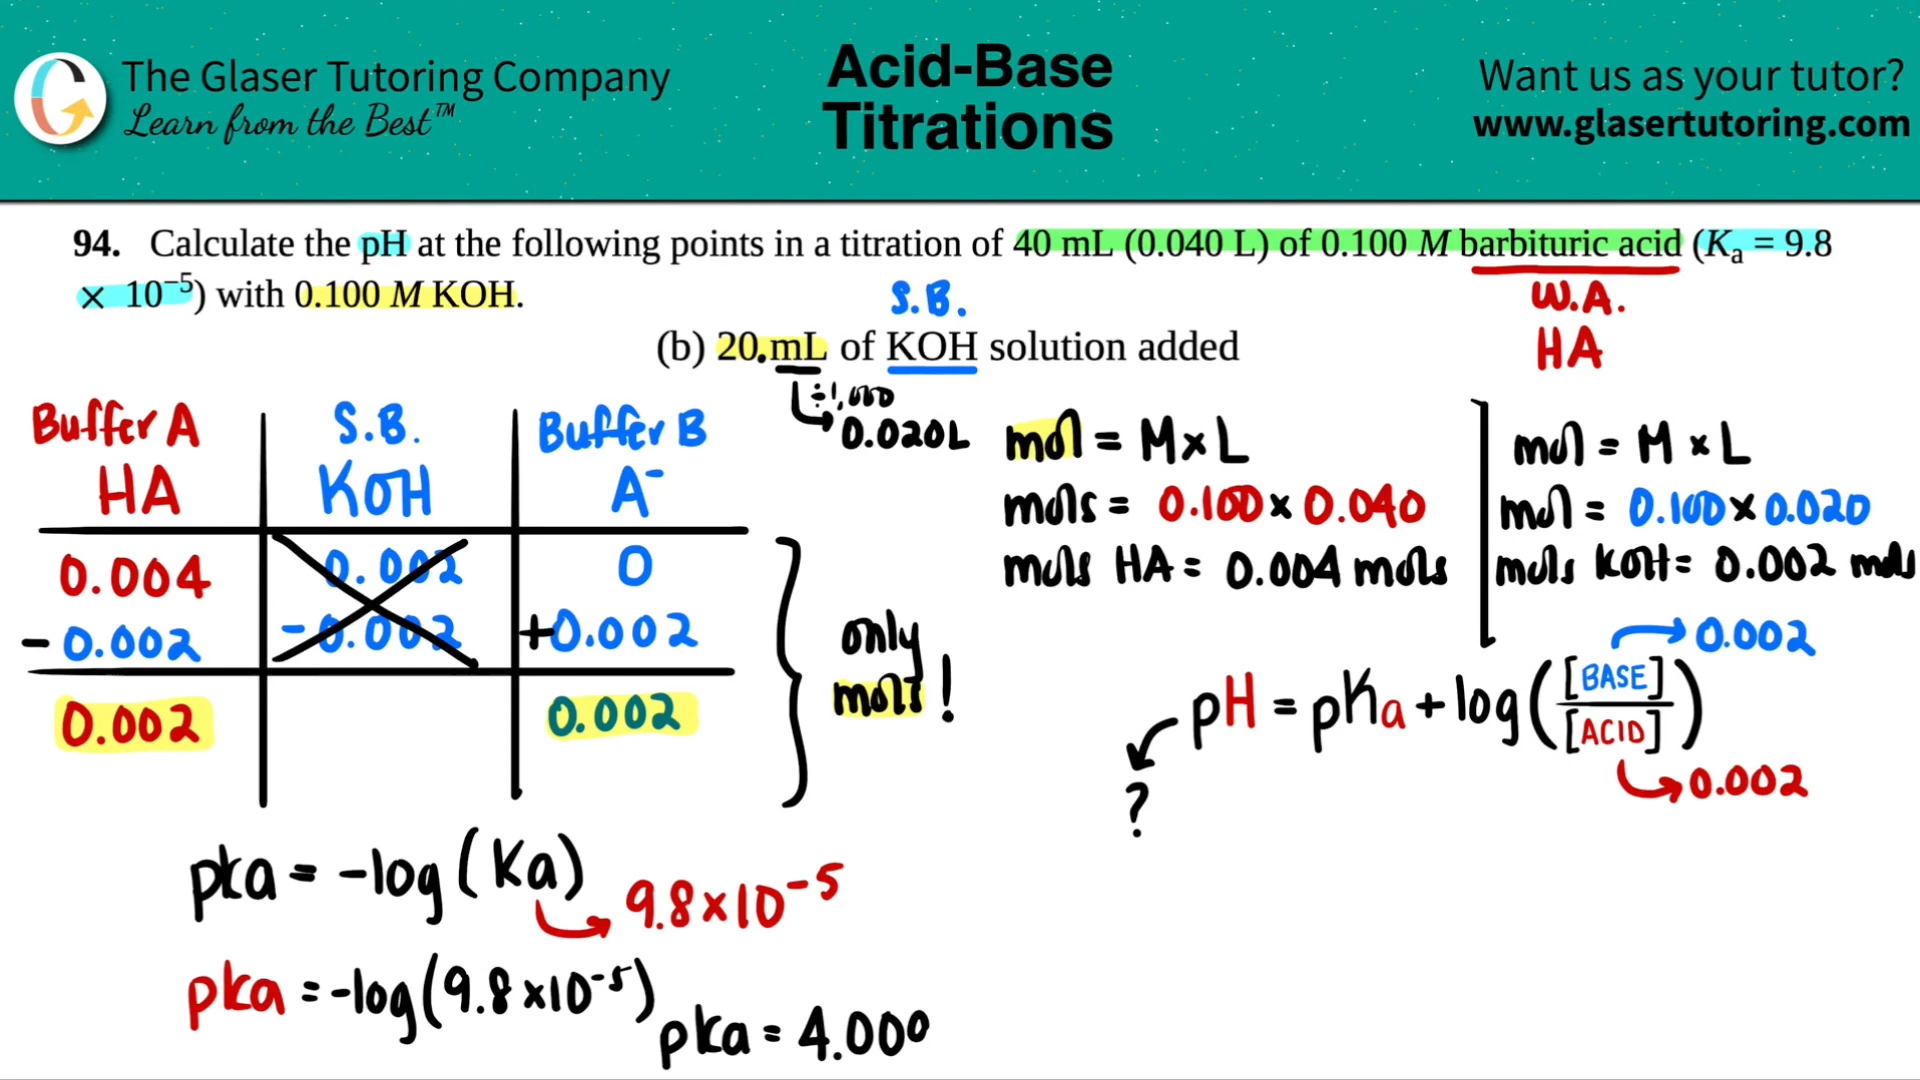 The Glaser Tutoring Company
Learn from the Best™
Acid-Base
Titrations
Want us as your tutor?
www.glasertutoring.com
94. Calculate the pH at the following points in a titration of 40 mL (0.040 L) of 0.100 M barbituric acid (Kₐ = 9.8
× 10⁻⁵) with 0.100 M KOH.
S.B.
W.A.
HA
(b) 20.mL of KOH solution added
÷1,000
0.020L
Buffer A | S.B. | Buffer B
HA | KOH | A⁻
0.004 | 0.002 | 0
- 0.002 | -0.002 | +0.002
0.002 | 0.002
only
mols!
mol = M×L
mols = 0.100 × 0.040
mols HA = 0.004 mols
mol = M × L
mol = 0.100 × 0.020
mols KOH = 0.002 mols
0.002
pH = pKa + log([BASE]/[ACID])
0.002
?
pka = -log(Ka)
9.8×10⁻⁵
pka = -log(9.8×10⁻⁵)
pka = 4.000